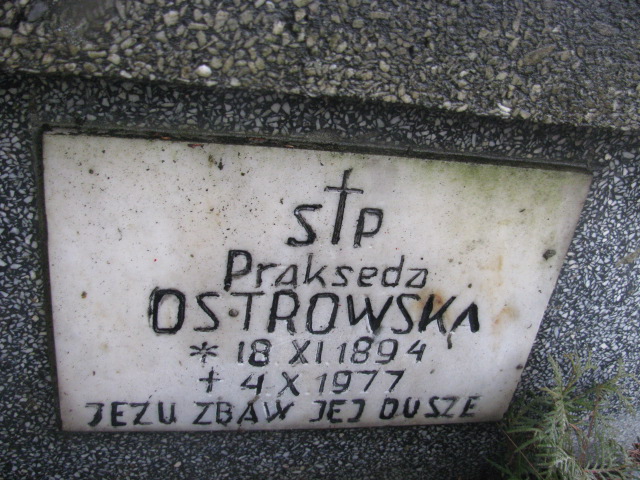 S†P
Prakseda
OSTROWSKA
* 18 XI 1894
+ 4 X 1977
JEZU ZBAW JEJ DUSZE